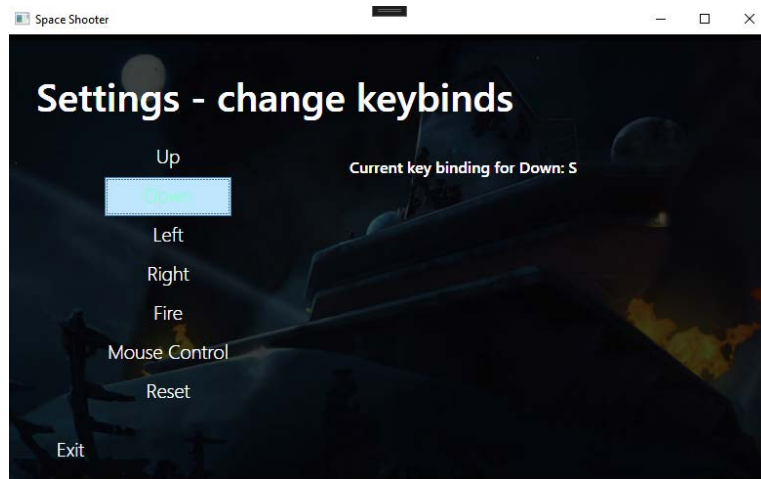 Space Shooter
Settings - change keybinds
Up
Current key binding for Down: S
Down
Left
Right
Fire
Mouse Control
Reset
Exit